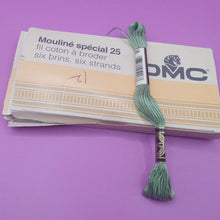 Mouliné spécial 25
fil coton à broder
six brins, six strands
DMC